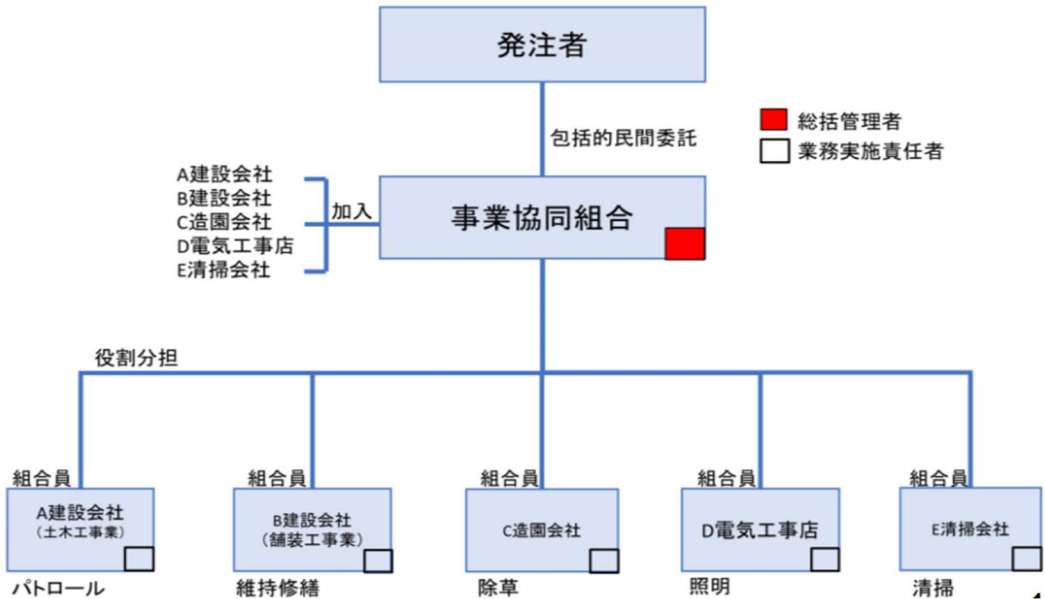 発注者
包括的民間委託
総括管理者
業務実施責任者
A建設会社
B建設会社
C造園会社
D電気工事店
E清掃会社
加入
事業協同組合
役割分担
組合員
A建設会社
（土木工事業）
パトロール
組合員
B建設会社
（舗装工事業）
維持修繕
組合員
C造園会社
除草
組合員
D電気工事店
照明
組合員
E清掃会社
清掃